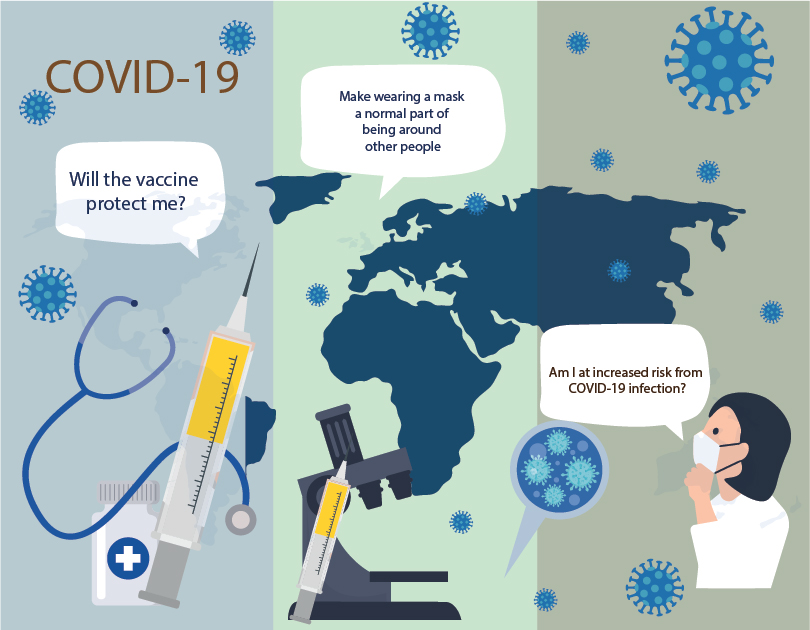 COVID-19
Will the vaccine
protect me?
Make wearing a mask
a normal part of
being around
other people
Am I at increased risk from
COVID-19 infection?